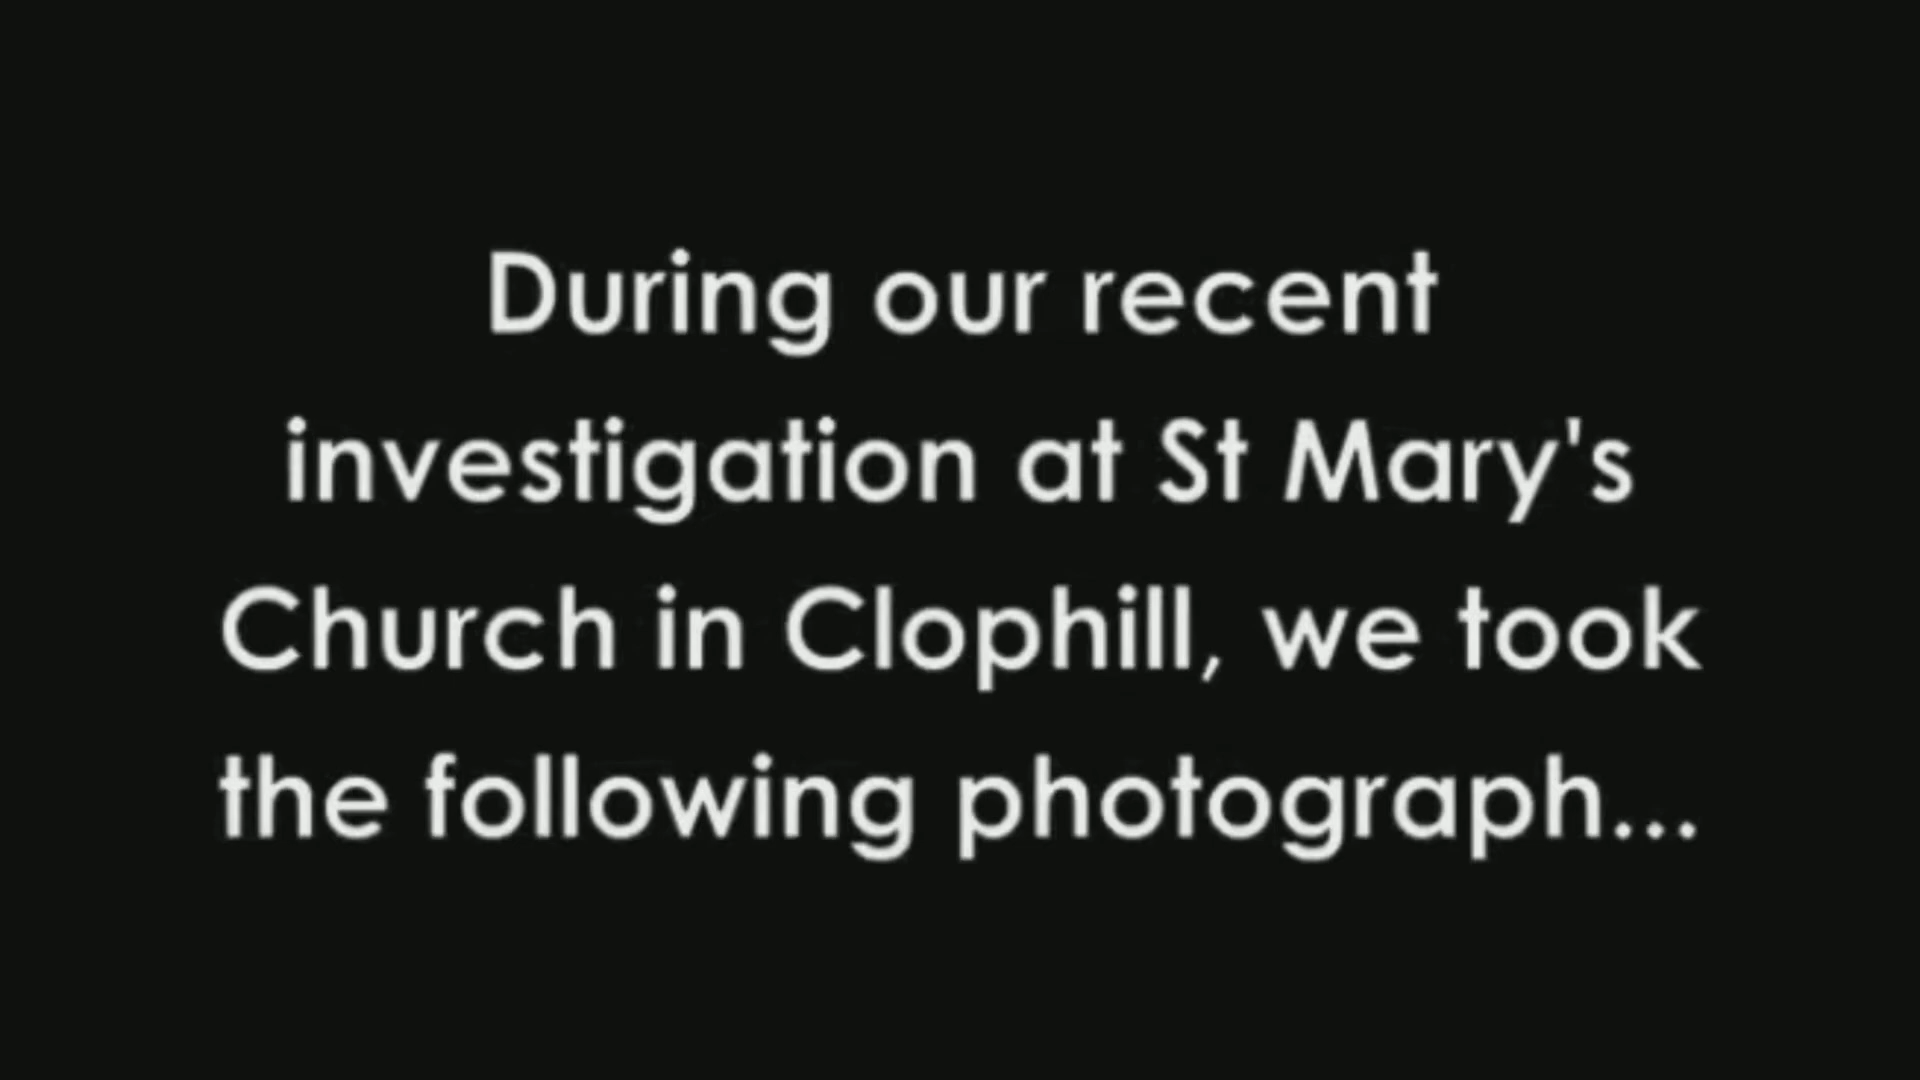 During our recent
investigation at St Mary's
Church in Clophill, we took
the following photograph...